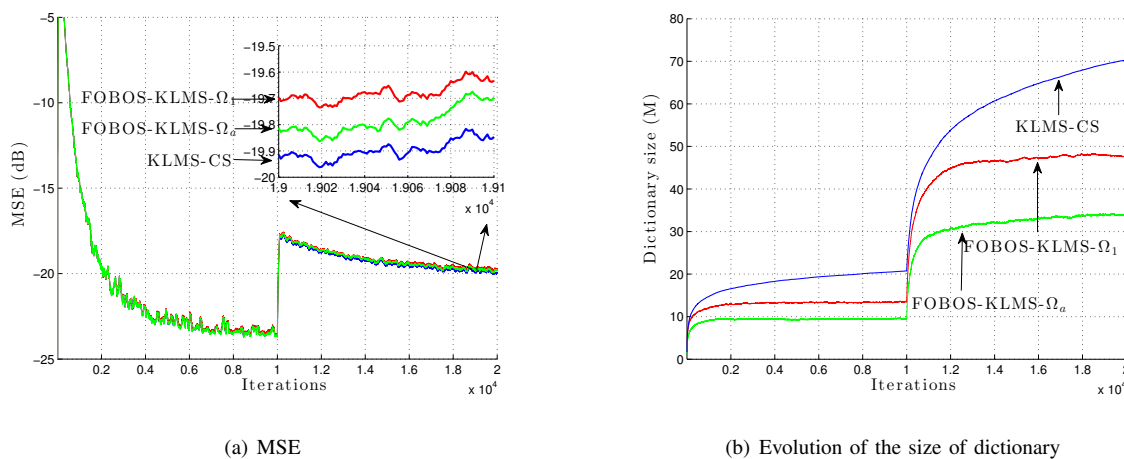 −5
−10
−15
−20
−25
MSE (dB)
0.2 0.4 0.6 0.8 1 1.2 1.4 1.6 1.8 2
x 10⁴
Iterations
−19.5
−19.6
−19.7
−19.8
−19.9
−20
1.9 1.902 1.904 1.906 1.908 1.91
x 10⁴
FOBOS-KLMS-Ω₁
FOBOS-KLMS-Ωₐ
KLMS-CS
(a) MSE
80
70
60
50
40
30
20
10
0
Dictionary size (M)
0.2 0.4 0.6 0.8 1 1.2 1.4 1.6 1.8 2
x 10⁴
Iterations
KLMS-CS
FOBOS-KLMS-Ω₁
FOBOS-KLMS-Ωₐ
(b) Evolution of the size of dictionary